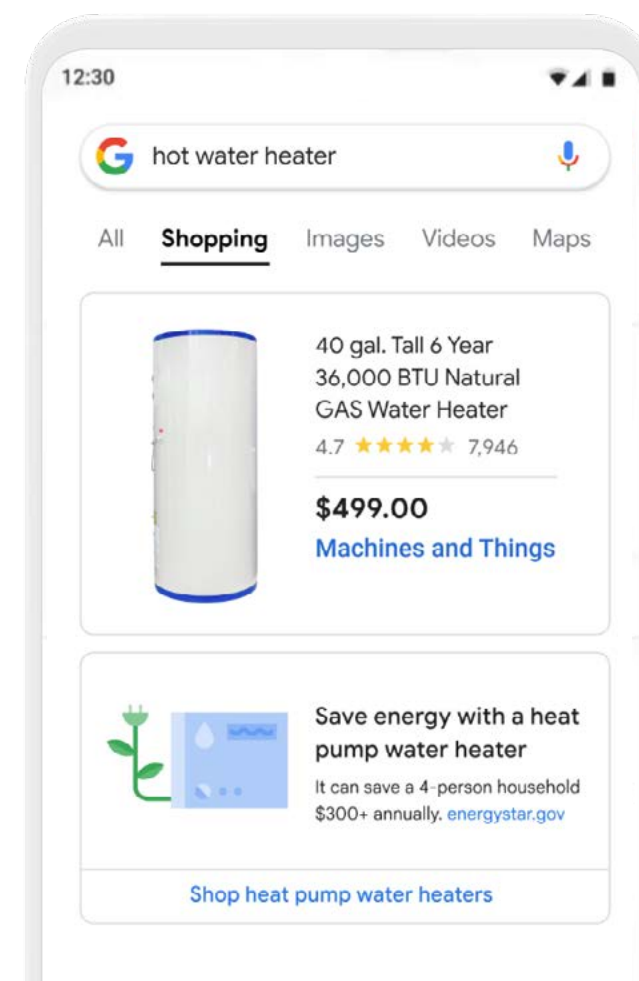 12:30
hot water heater
All Shopping Images Videos Maps
40 gal. Tall 6 Year
36,000 BTU Natural
GAS Water Heater
4.7 7,946
$499.00
Machines and Things
Save energy with a heat
pump water heater
It can save a 4-person household
$300+ annually. energystar.gov
Shop heat pump water heaters